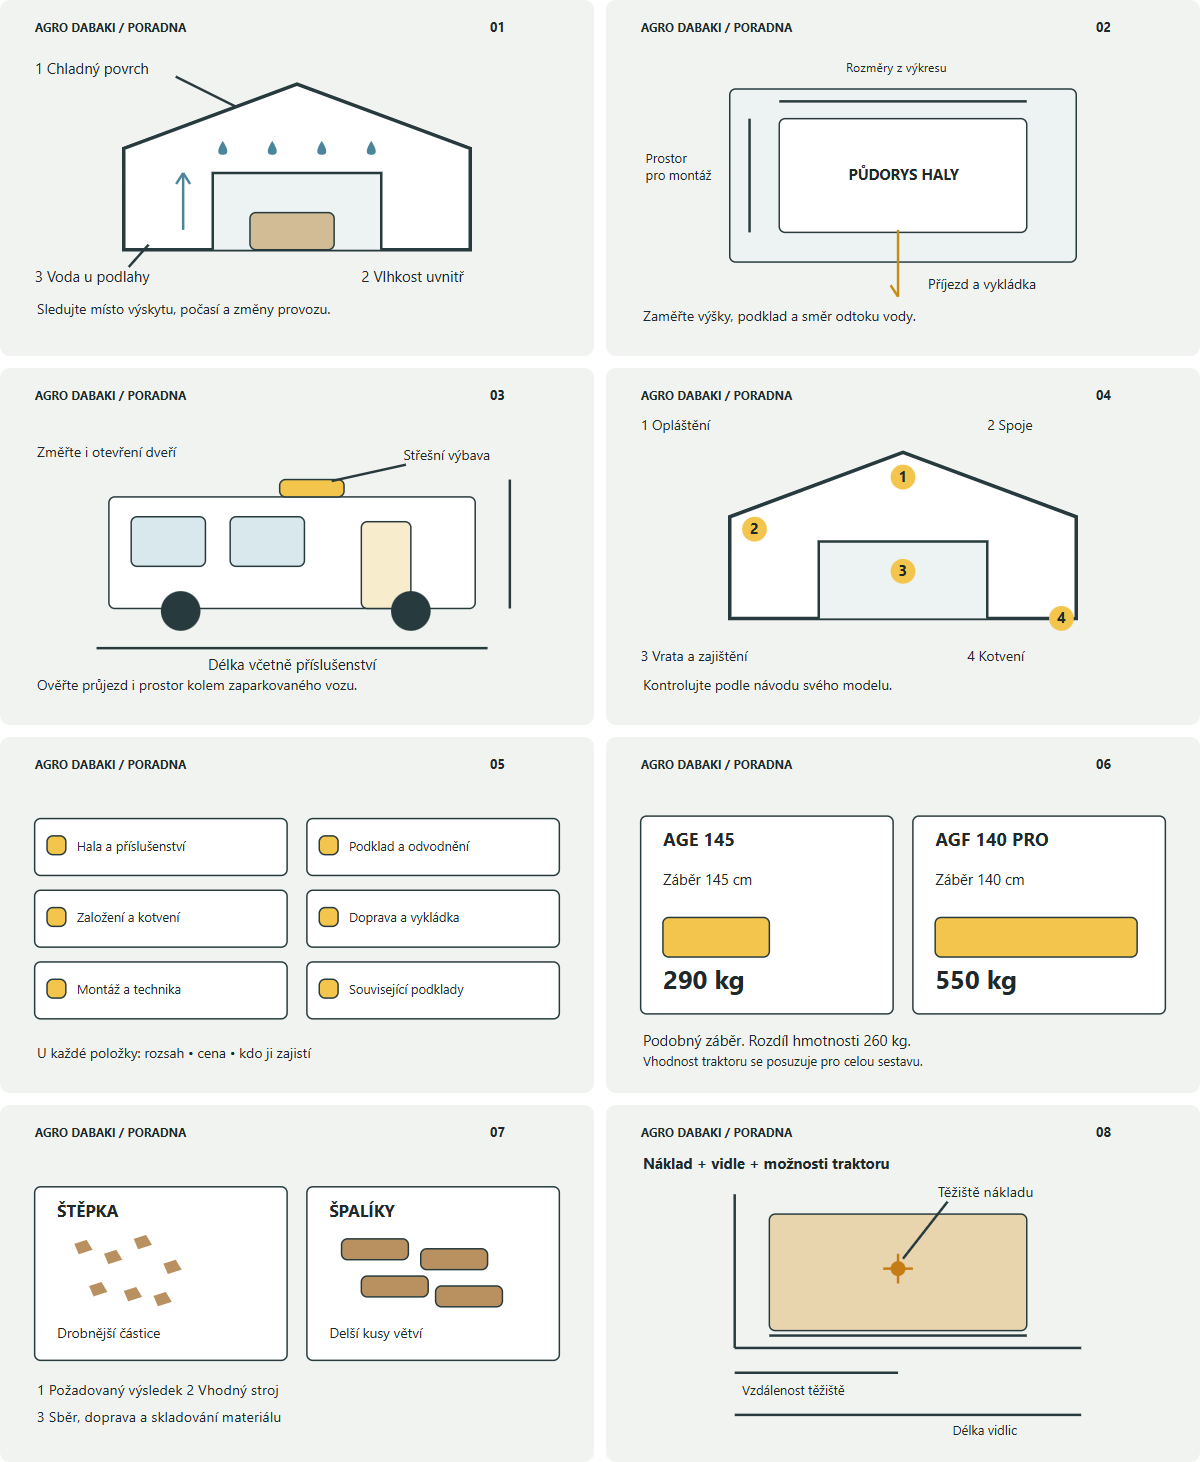 AGRO DABAKI / PORADNA
01
1 Chladný povrch
3 Voda u podlahy
2 Vlhkost uvnitř
Sledujte místo výskytu, počasí a změny provozu.
AGRO DABAKI / PORADNA
02
Rozměry z výkresu
Prostor
pro montáž
PŮDORYS HALY
Příjezd a vykládka
Zaměřte výšky, podklad a směr odtoku vody.
AGRO DABAKI / PORADNA
03
Změřte i otevření dveří
Střešní výbava
Délka včetně příslušenství
Ověřte průjezd i prostor kolem zaparkovaného vozu.
AGRO DABAKI / PORADNA
04
1 Opláštění
2 Spoje
1
2
3
4
3 Vrata a zajištění
4 Kotvení
Kontrolujte podle návodu svého modelu.
AGRO DABAKI / PORADNA
05
Hala a příslušenství
Podklad a odvodnění
Založení a kotvení
Doprava a vykládka
Montáž a technika
Související podklady
U každé položky: rozsah • cena • kdo ji zajistí
AGRO DABAKI / PORADNA
06
AGE 145
Záběr 145 cm
290 kg
AGF 140 PRO
Záběr 140 cm
550 kg
Podobný záběr. Rozdíl hmotnosti 260 kg.
Vhodnost traktoru se posuzuje pro celou sestavu.
AGRO DABAKI / PORADNA
07
ŠTĚPKA
Drobnější částice
ŠPALÍKY
Delší kusy větví
1 Požadovaný výsledek 2 Vhodný stroj
3 Sběr, doprava a skladování materiálu
AGRO DABAKI / PORADNA
08
Náklad + vidle + možnosti traktoru
Těžiště nákladu
Vzdálenost těžiště
Délka vidlic